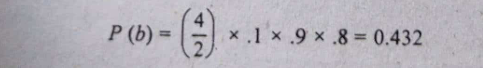 P (b) = (4/2) × .1 × .9 × .8 = 0.432